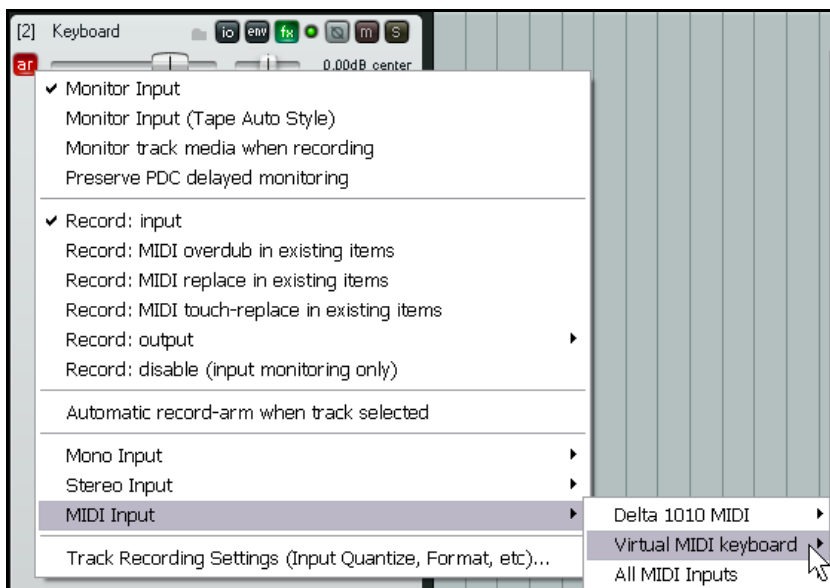 [2] Keyboard io env fx m S
ar 0.00dB center
Monitor Input
Monitor Input (Tape Auto Style)
Monitor track media when recording
Preserve PDC delayed monitoring
Record: input
Record: MIDI overdub in existing items
Record: MIDI replace in existing items
Record: MIDI touch-replace in existing items
Record: output
Record: disable (input monitoring only)
Automatic record-arm when track selected
Mono Input
Stereo Input
MIDI Input
Track Recording Settings (Input Quantize, Format, etc)...
Delta 1010 MIDI
Virtual MIDI keyboard
All MIDI Inputs